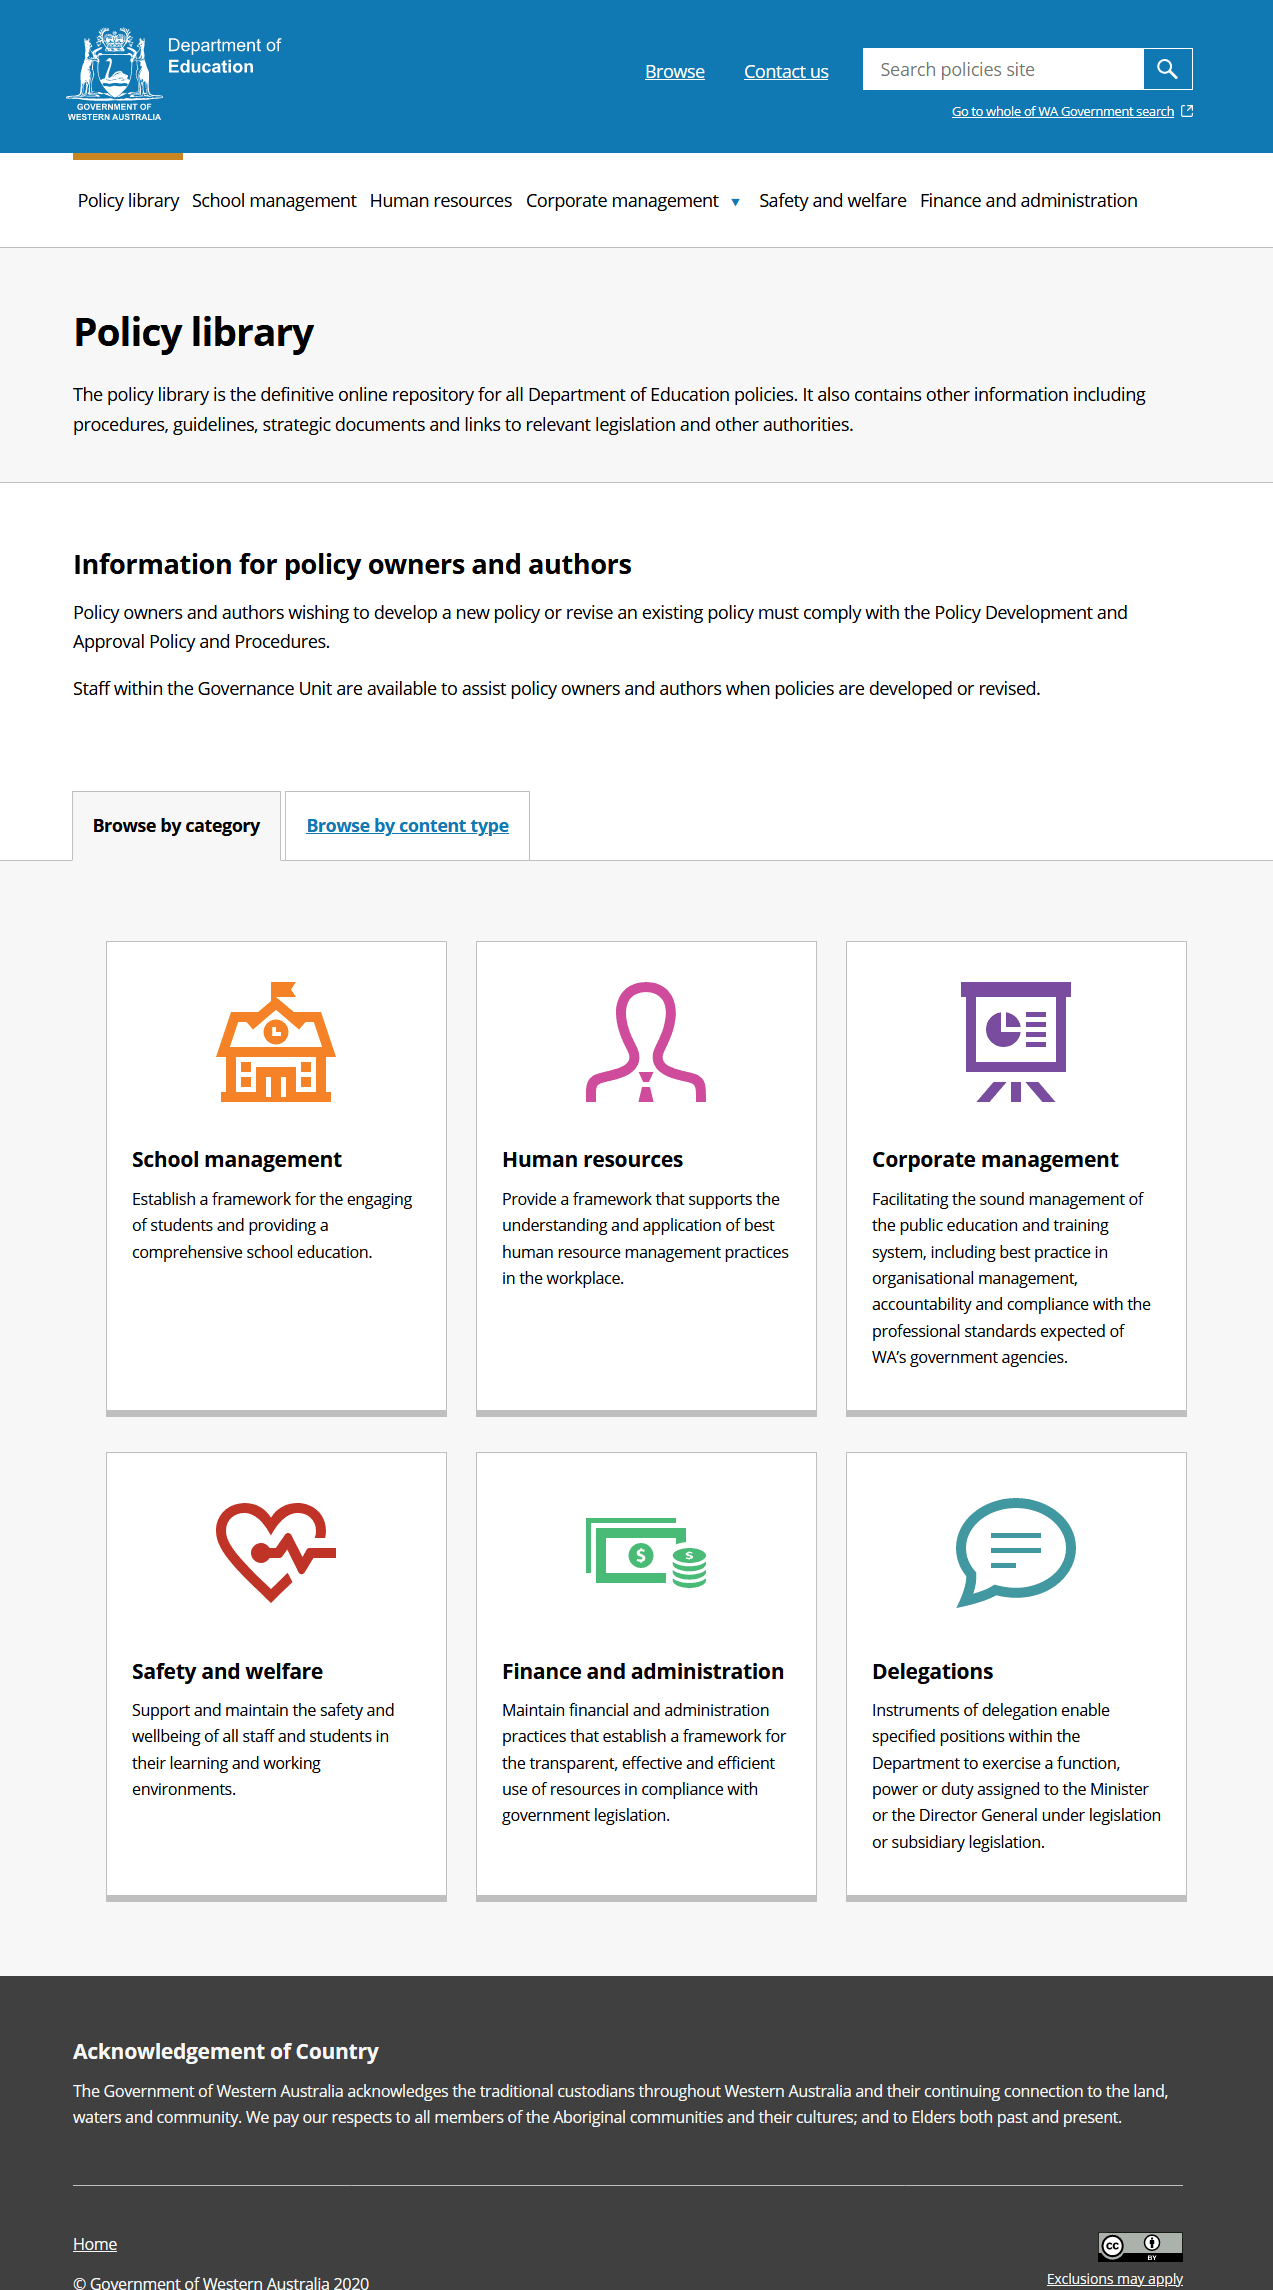 Department of
Education
GOVERNMENT OF
WESTERN AUSTRALIA
Browse
Contact us
Search policies site
Go to whole of WA Government search
Policy library
School management
Human resources
Corporate management
Safety and welfare
Finance and administration
Policy library
The policy library is the definitive online repository for all Department of Education policies. It also contains other information including
procedures, guidelines, strategic documents and links to relevant legislation and other authorities.
Information for policy owners and authors
Policy owners and authors wishing to develop a new policy or revise an existing policy must comply with the Policy Development and
Approval Policy and Procedures.
Staff within the Governance Unit are available to assist policy owners and authors when policies are developed or revised.
Browse by category
Browse by content type
School management
Establish a framework for the engaging
of students and providing a
comprehensive school education.
Human resources
Provide a framework that supports the
understanding and application of best
human resource management practices
in the workplace.
Corporate management
Facilitating the sound management of
the public education and training
system, including best practice in
organisational management,
accountability and compliance with the
professional standards expected of
WA’s government agencies.
$
S
Safety and welfare
Support and maintain the safety and
wellbeing of all staff and students in
their learning and working
environments.
Finance and administration
Maintain financial and administration
practices that establish a framework for
the transparent, effective and efficient
use of resources in compliance with
government legislation.
Delegations
Instruments of delegation enable
specified positions within the
Department to exercise a function,
power or duty assigned to the Minister
or the Director General under legislation
or subsidiary legislation.
Acknowledgement of Country
The Government of Western Australia acknowledges the traditional custodians throughout Western Australia and their continuing connection to the land,
waters and community. We pay our respects to all members of the Aboriginal communities and their cultures; and to Elders both past and present.
Home
cc
BY
© Government of Western Australia 2020
Exclusions may apply